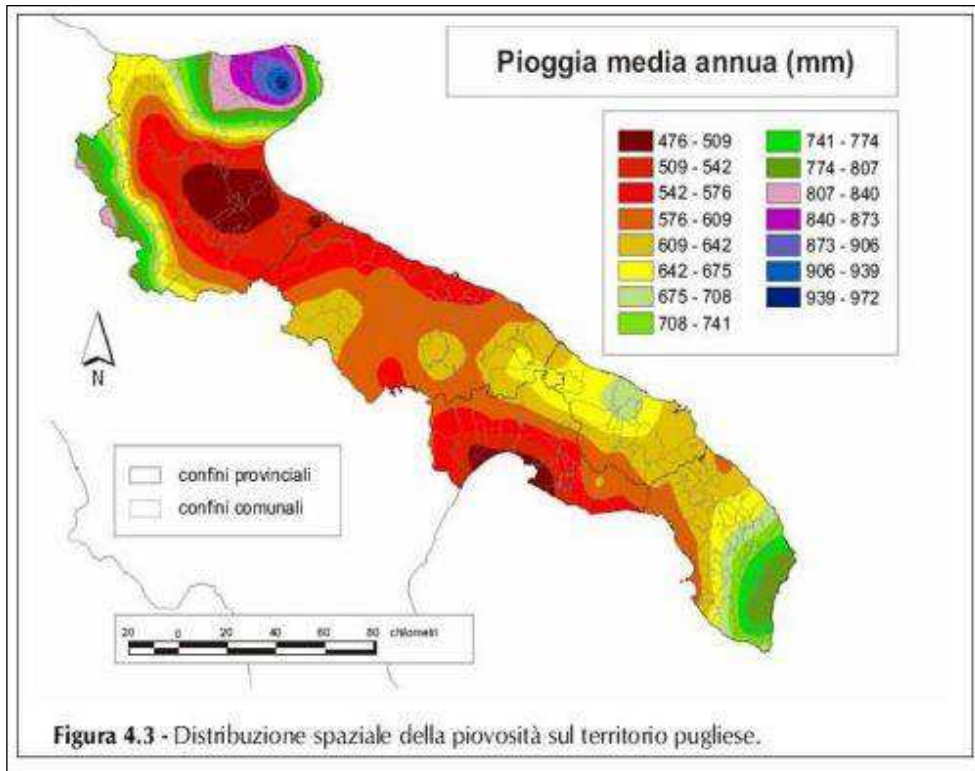 Pioggia media annua (mm)
476 - 509
509 - 542
542 - 576
576 - 609
609 - 642
642 - 675
675 - 708
708 - 741
741 - 774
774 - 807
807 - 840
840 - 873
873 - 906
906 - 939
939 - 972
N
confini provinciali
confini comunali
20 0 20 40 60 80 chilometri
Figura 4.3 - Distribuzione spaziale della piovosità sul territorio pugliese.